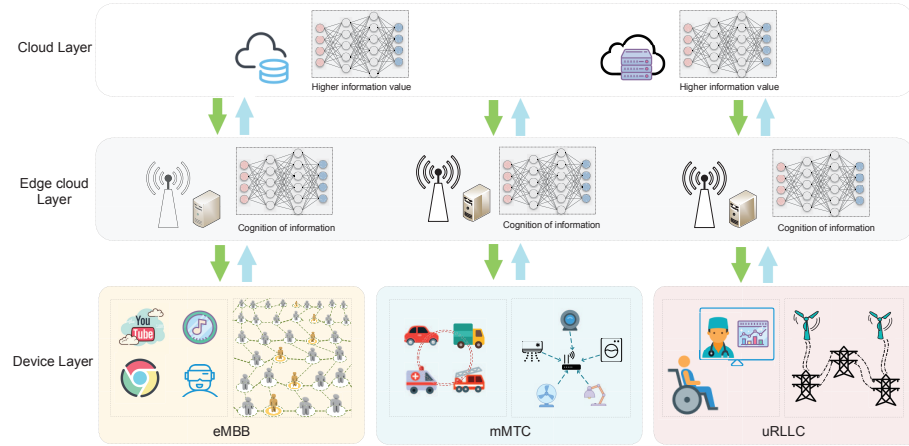 Cloud Layer
Higher information value
Higher information value
Edge cloud
Layer
Cognition of information
Cognition of information
Cognition of information
Device Layer
You
Tube
eMBB
mMTC
uRLLC